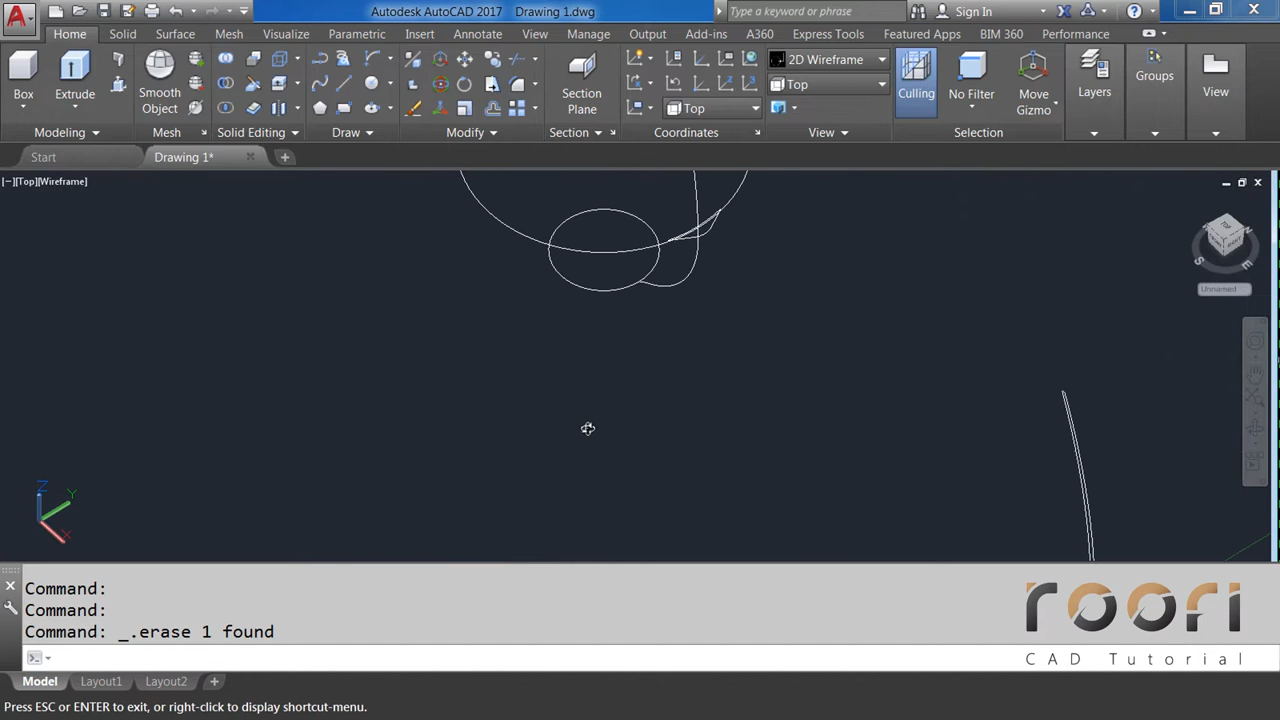 Autodesk AutoCAD 2017 Drawing 1.dwg
Type a keyword or phrase
Sign In
Home Solid Surface Mesh Visualize Parametric Insert Annotate View Manage Output Add-ins A360 Express Tools Featured Apps BIM 360 Performance
Box
Extrude
Smooth Object
Section Plane
Top
2D Wireframe
Top
Culling
No Filter
Move Gizmo
Layers
Groups
View
Modeling Mesh Solid Editing Draw Modify Section Coordinates View Selection
Start Drawing 1*
[−][Top][Wireframe]
TOP
S
E
Unnamed
Z
Y
X
Command:
Command:
Command: _.erase 1 found
roofi
CAD Tutorial
Model Layout1 Layout2
Press ESC or ENTER to exit, or right-click to display shortcut-menu.